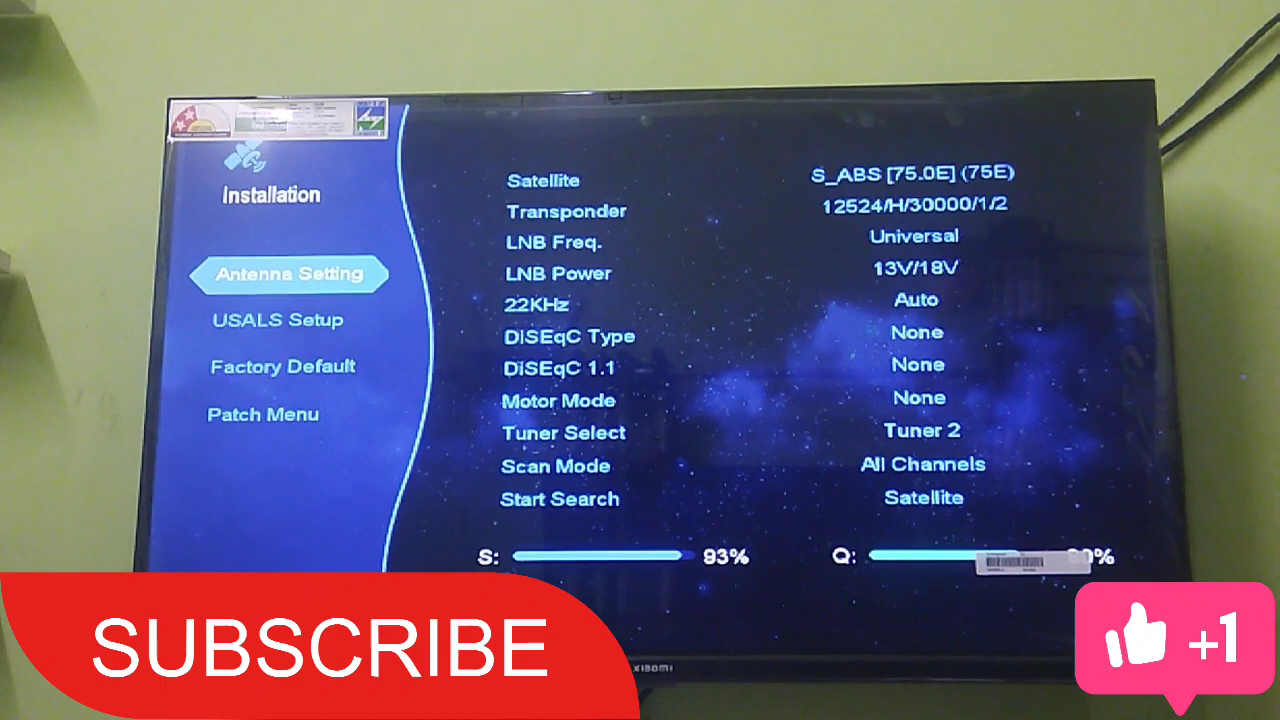 Installation
Antenna Setting
USALS Setup
Factory Default
Patch Menu
Satellite S_ABS [75.0E] (75E)
Transponder 12524/H/30000/1/2
LNB Freq. Universal
LNB Power 13V/18V
22KHz Auto
DiSEqC Type None
DiSEqC 1.1 None
Motor Mode None
Tuner Select Tuner 2
Scan Mode All Channels
Start Search Satellite
S: 93% Q:
SUBSCRIBE
XIAOMI
+1